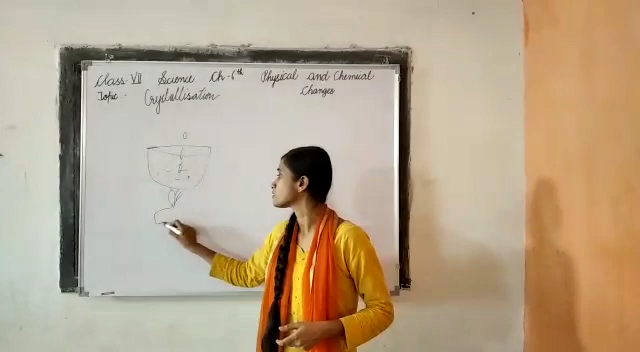 Class - VII Science Ch - 6th Physical and Chemical Changes
Topic - Crystallisation